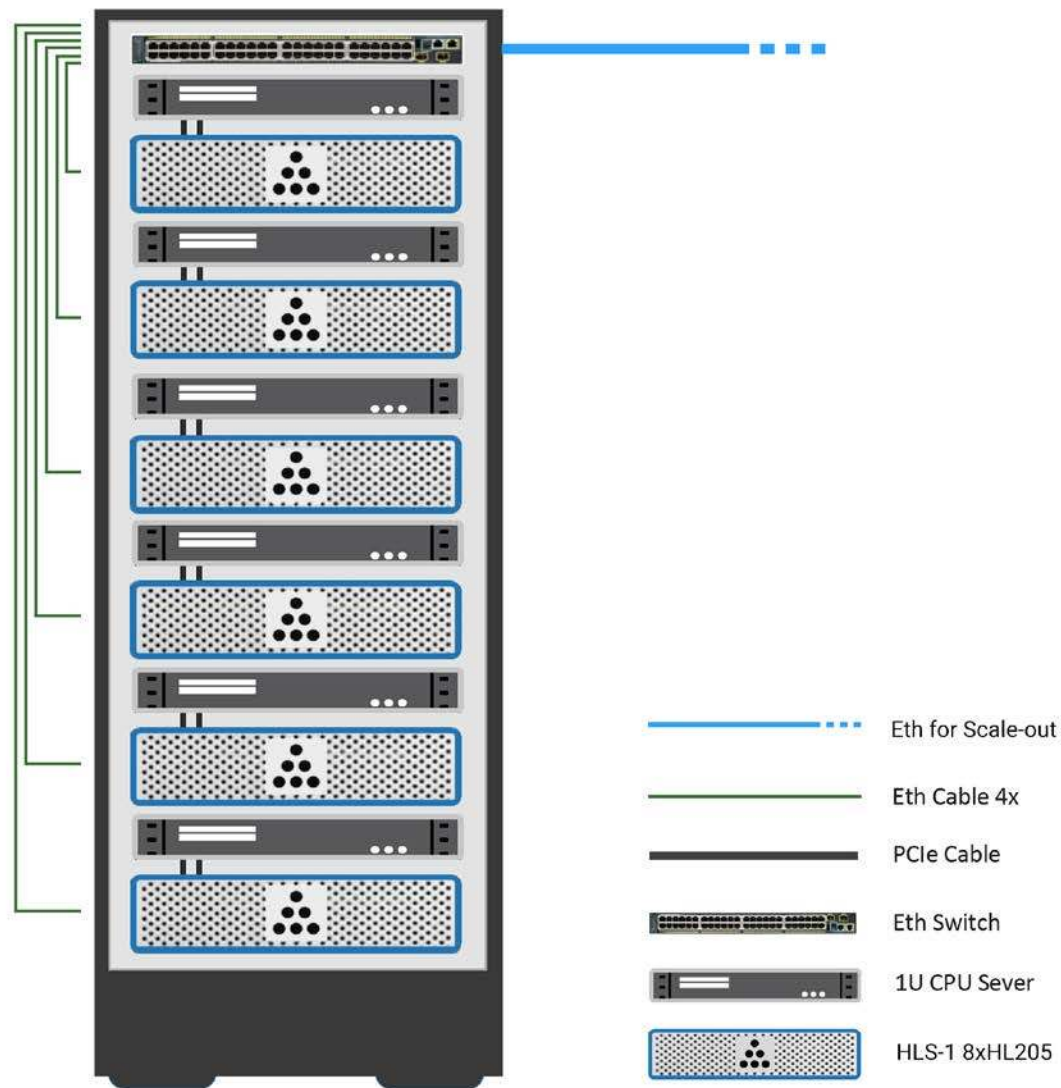 Eth for Scale-out
Eth Cable 4x
PCIe Cable
Eth Switch
1U CPU Sever
HLS-1 8xHL205